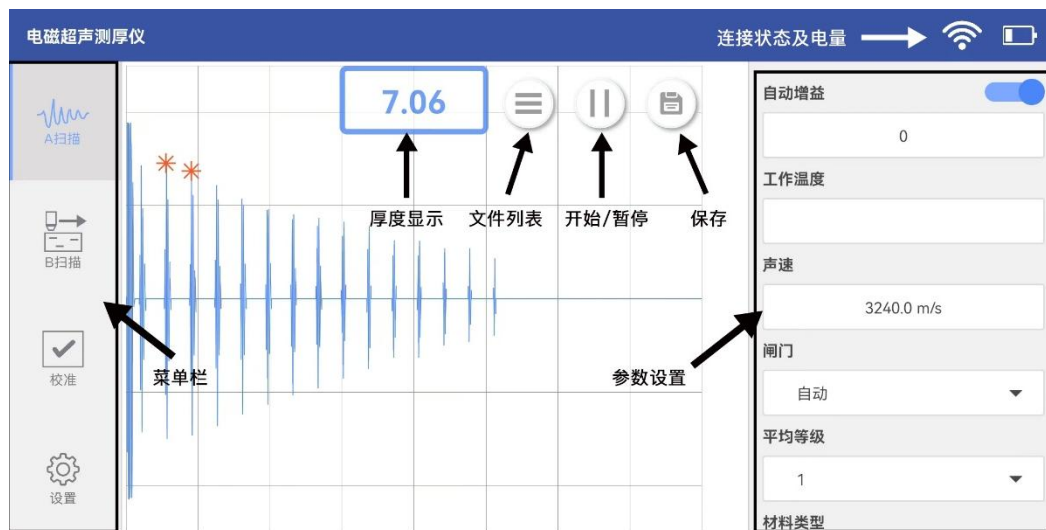 电磁超声测厚仪
连接状态及电量
A扫描
B扫描
校准
设置
7.06
厚度显示
文件列表
开始/暂停
保存
菜单栏
参数设置
自动增益
0
工作温度
声速
3240.0 m/s
闸门
自动
平均等级
1
材料类型